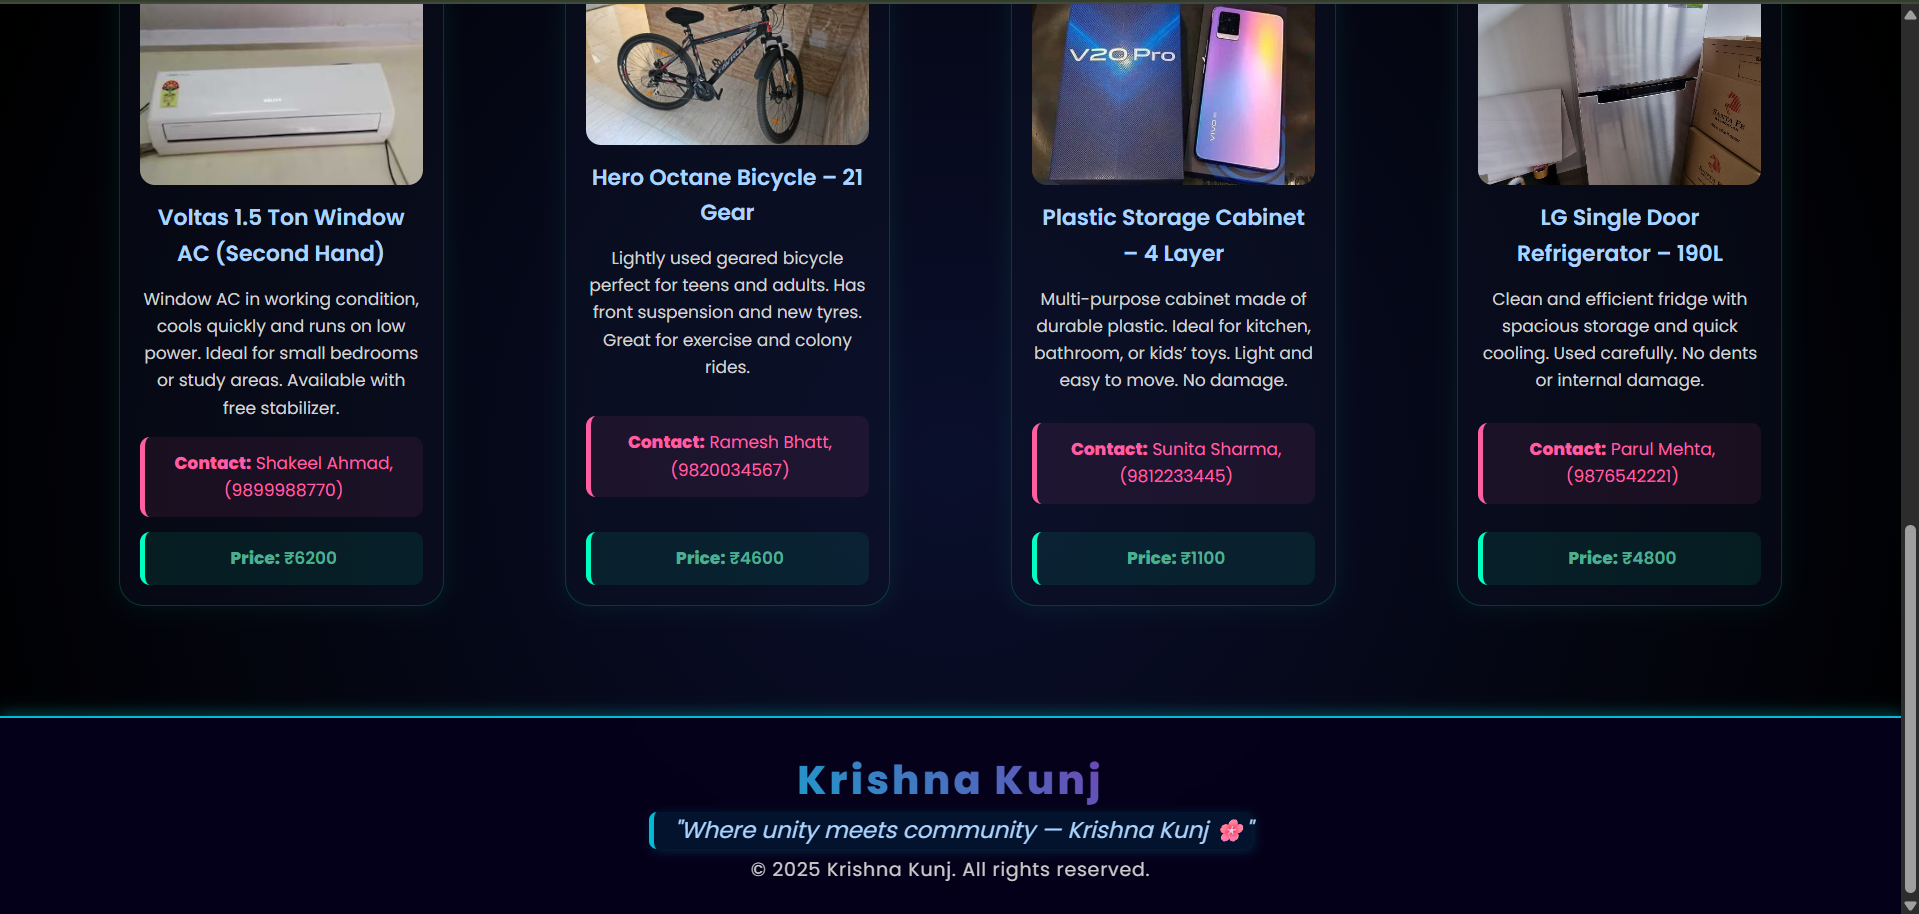 V20 Pro
vivo
SANTA FE
Voltas 1.5 Ton Window
AC (Second Hand)
Window AC in working condition,
cools quickly and runs on low
power. Ideal for small bedrooms
or study areas. Available with
free stabilizer.
Contact: Shakeel Ahmad,
(9899988770)
Price: ₹6200
Hero Octane Bicycle – 21
Gear
Lightly used geared bicycle
perfect for teens and adults. Has
front suspension and new tyres.
Great for exercise and colony
rides.
Contact: Ramesh Bhatt,
(9820034567)
Price: ₹4600
Plastic Storage Cabinet
– 4 Layer
Multi-purpose cabinet made of
durable plastic. Ideal for kitchen,
bathroom, or kids’ toys. Light and
easy to move. No damage.
Contact: Sunita Sharma,
(9812233445)
Price: ₹1100
LG Single Door
Refrigerator – 190L
Clean and efficient fridge with
spacious storage and quick
cooling. Used carefully. No dents
or internal damage.
Contact: Parul Mehta,
(9876542221)
Price: ₹4800
Krishna Kunj
"Where unity meets community — Krishna Kunj 🌸"
© 2025 Krishna Kunj. All rights reserved.